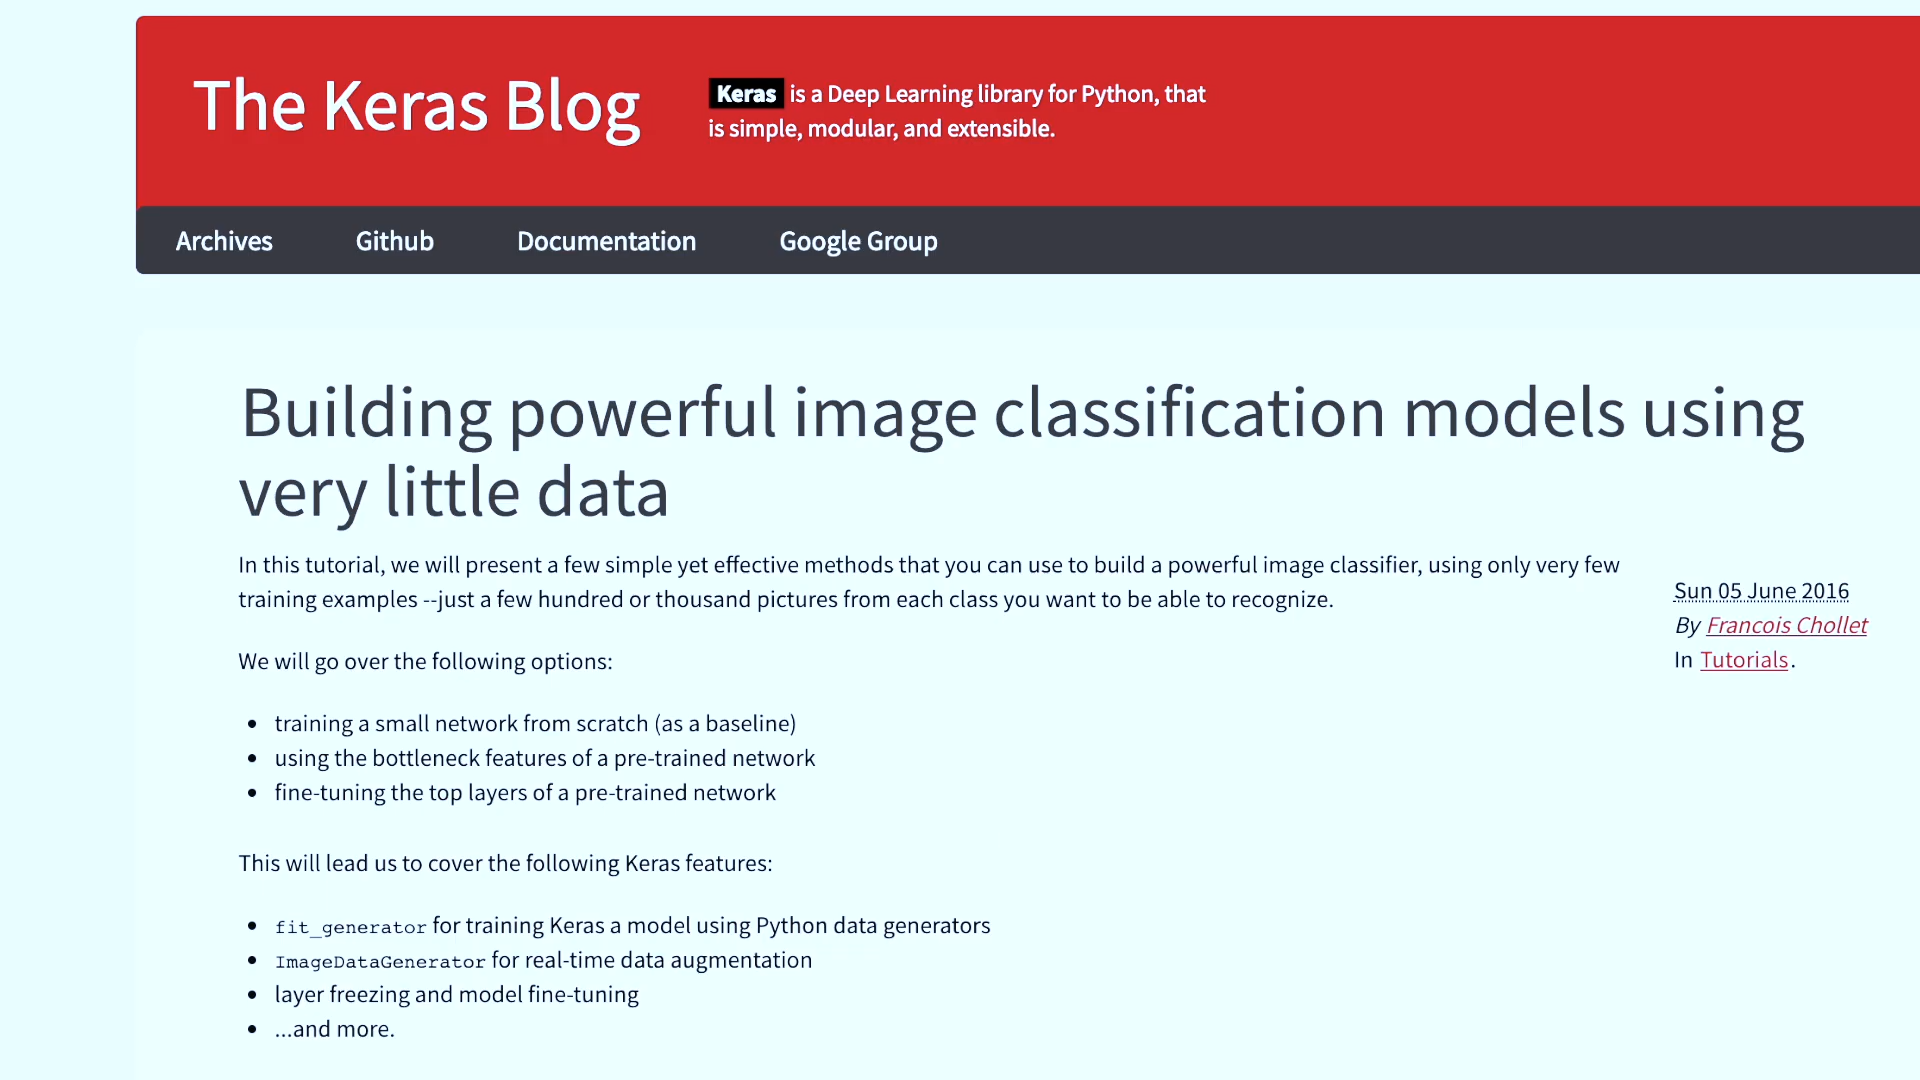 The Keras Blog
Keras is a Deep Learning library for Python, that
is simple, modular, and extensible.
Archives Github Documentation Google Group
Building powerful image classification models using
very little data
In this tutorial, we will present a few simple yet effective methods that you can use to build a powerful image classifier, using only very few
training examples --just a few hundred or thousand pictures from each class you want to be able to recognize.
Sun 05 June 2016
By Francois Chollet
In Tutorials.
We will go over the following options:
• training a small network from scratch (as a baseline)
• using the bottleneck features of a pre-trained network
• fine-tuning the top layers of a pre-trained network
This will lead us to cover the following Keras features:
• fit_generator for training Keras a model using Python data generators
• ImageDataGenerator for real-time data augmentation
• layer freezing and model fine-tuning
• ...and more.